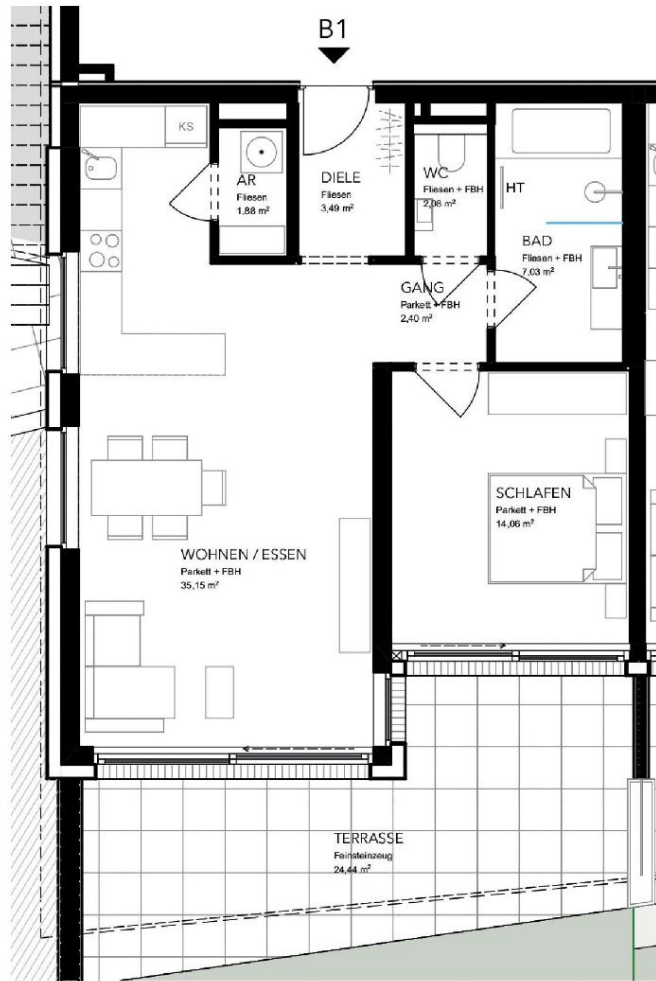 B1
KS
AR
Fliesen
1,88 m²
DIELE
Fliesen
3,49 m²
WC
Fliesen + FBH
2,06 m²
HT
BAD
Fliesen + FBH
7,03 m²
GANG
Parkett + FBH
2,40 m²
SCHLAFEN
Parkett + FBH
14,06 m²
WOHNEN / ESSEN
Parkett + FBH
35,15 m²
TERRASSE
Feinsteinzeug
24,44 m²